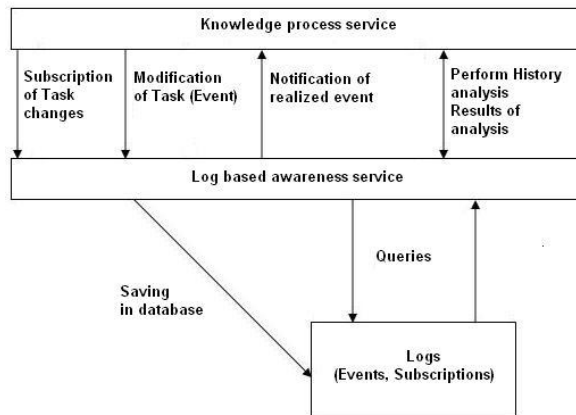 Knowledge process service
Subscription
of Task
changes
Modification
of Task (Event)
Notification of
realized event
Perform History
analysis
Results of
analysis
Log based awareness service
Queries
Saving
in database
Logs
(Events, Subscriptions)